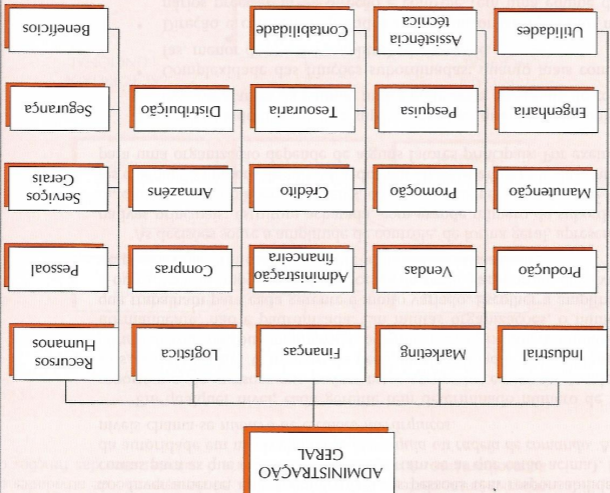 ADMINISTRAÇÃO
GERAL
Industrial
Marketing
Finanças
Logística
Recursos
Humanos
Produção
Vendas
Administração
financeira
Compras
Pessoal
Manutenção
Promoção
Crédito
Armazéns
Serviços
Gerais
Engenharia
Pesquisa
Tesouraria
Distribuição
Segurança
Utilidades
Assistência
técnica
Contabilidade
Benefícios